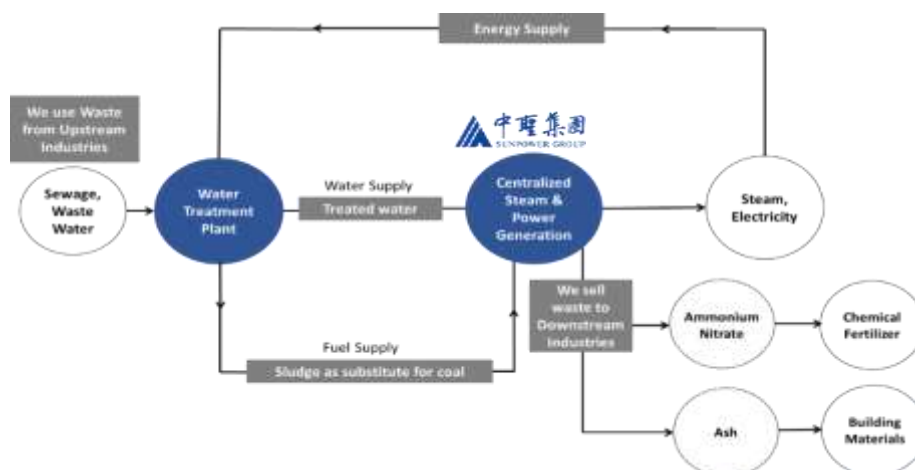 Energy Supply
We use Waste
from Upstream
Industries
中聖集團
SUNPOWER GROUP
Sewage,
Waste
Water
Water
Treatment
Plant
Water Supply
Treated water
Centralized
Steam &
Power
Generation
Steam,
Electricity
We sell
waste to
Downstream
Industries
Ammonium
Nitrate
Chemical
Fertilizer
Fuel Supply
Sludge as substitute for coal
Ash
Building
Materials